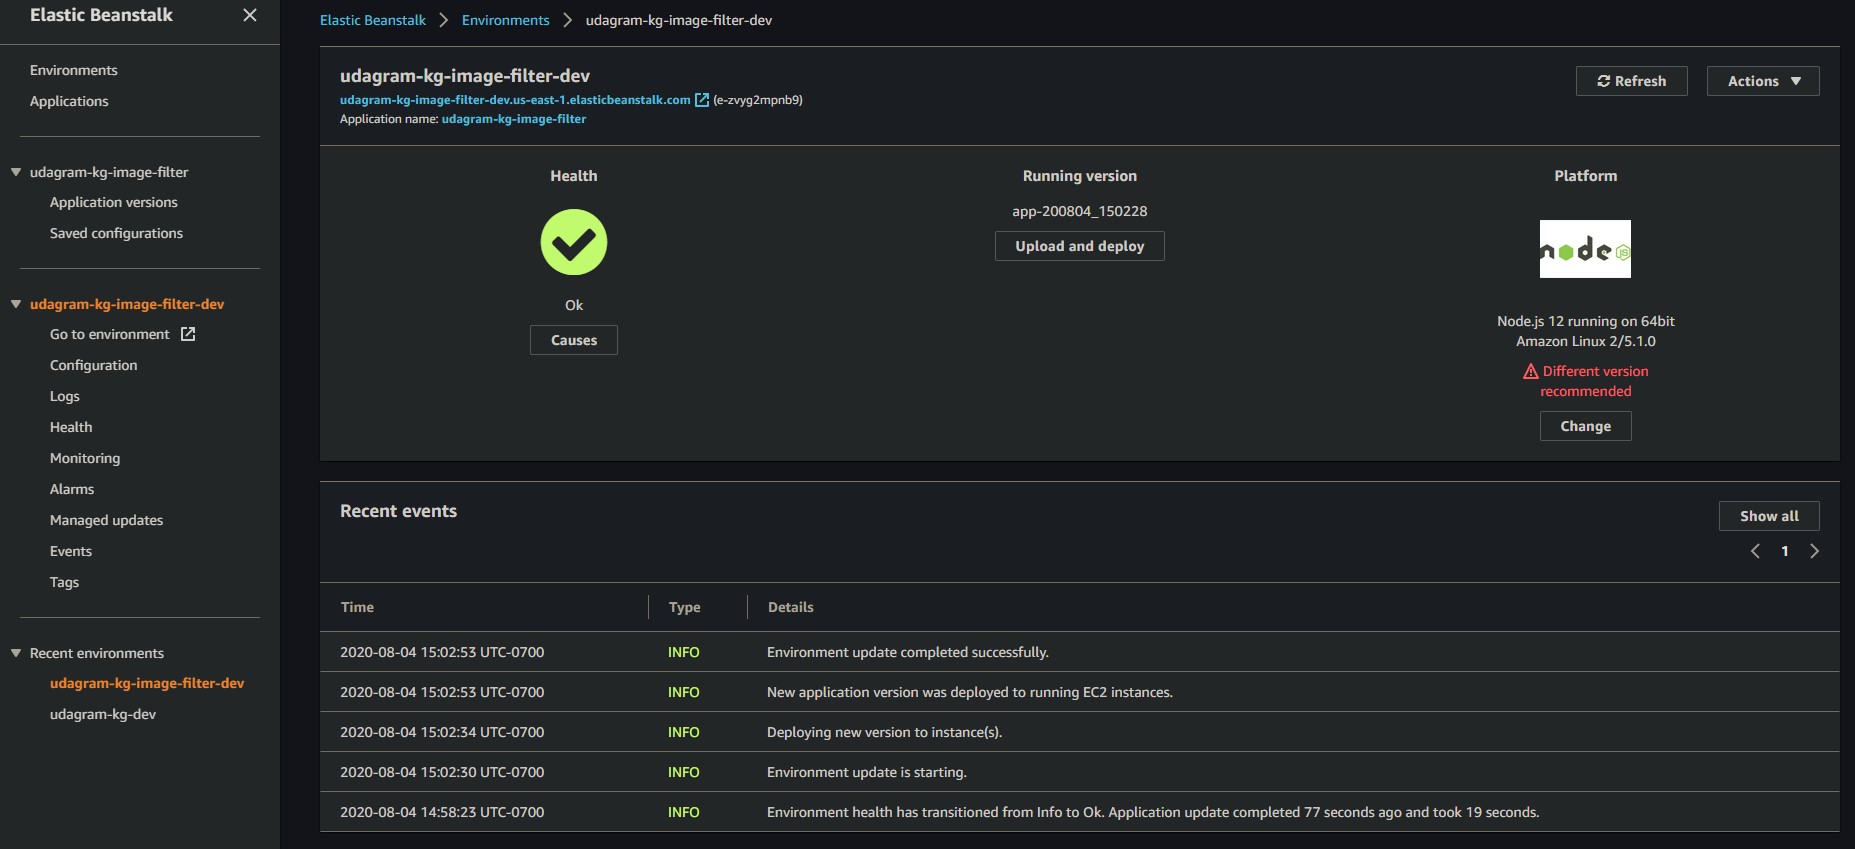 Elastic Beanstalk
Environments
Applications
udagram-kg-image-filter
Application versions
Saved configurations
udagram-kg-image-filter-dev
Go to environment
Configuration
Logs
Health
Monitoring
Alarms
Managed updates
Events
Tags
Recent environments
udagram-kg-image-filter-dev
udagram-kg-dev
Elastic Beanstalk > Environments > udagram-kg-image-filter-dev
udagram-kg-image-filter-dev
udagram-kg-image-filter-dev.us-east-1.elasticbeanstalk.com (e-zvyg2mpnb9)
Application name: udagram-kg-image-filter
Refresh
Actions
Health
Ok
Causes
Running version
app-200804_150228
Upload and deploy
Platform
node JS
Node.js 12 running on 64bit
Amazon Linux 2/5.1.0
Different version
recommended
Change
Recent events
Show all
1
Time Type Details
2020-08-04 15:02:53 UTC-0700 INFO Environment update completed successfully.
2020-08-04 15:02:53 UTC-0700 INFO New application version was deployed to running EC2 instances.
2020-08-04 15:02:34 UTC-0700 INFO Deploying new version to instance(s).
2020-08-04 15:02:30 UTC-0700 INFO Environment update is starting.
2020-08-04 14:58:23 UTC-0700 INFO Environment health has transitioned from Info to Ok. Application update completed 77 seconds ago and took 19 seconds.